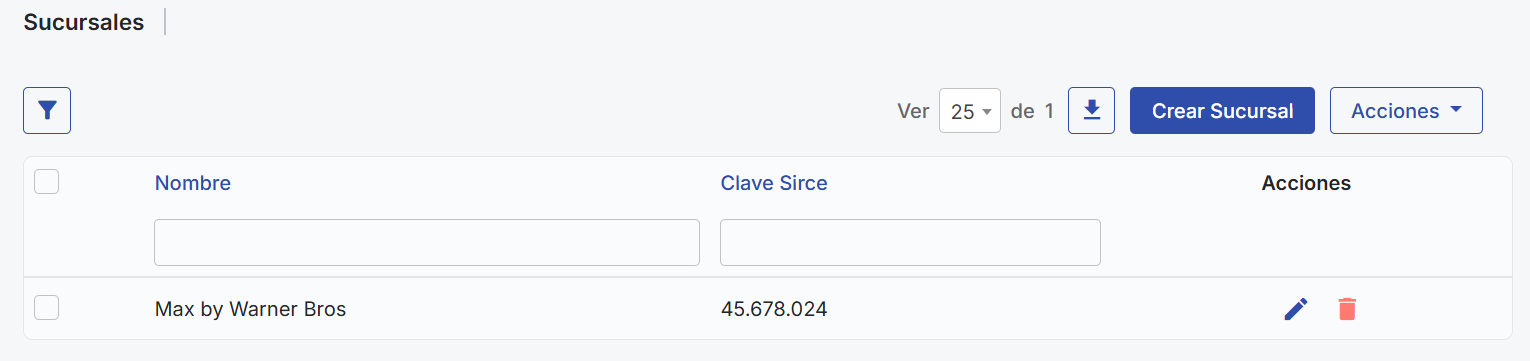 Sucursales
Ver 25 de 1 Crear Sucursal Acciones
Nombre Clave Sirce Acciones
Max by Warner Bros 45.678.024